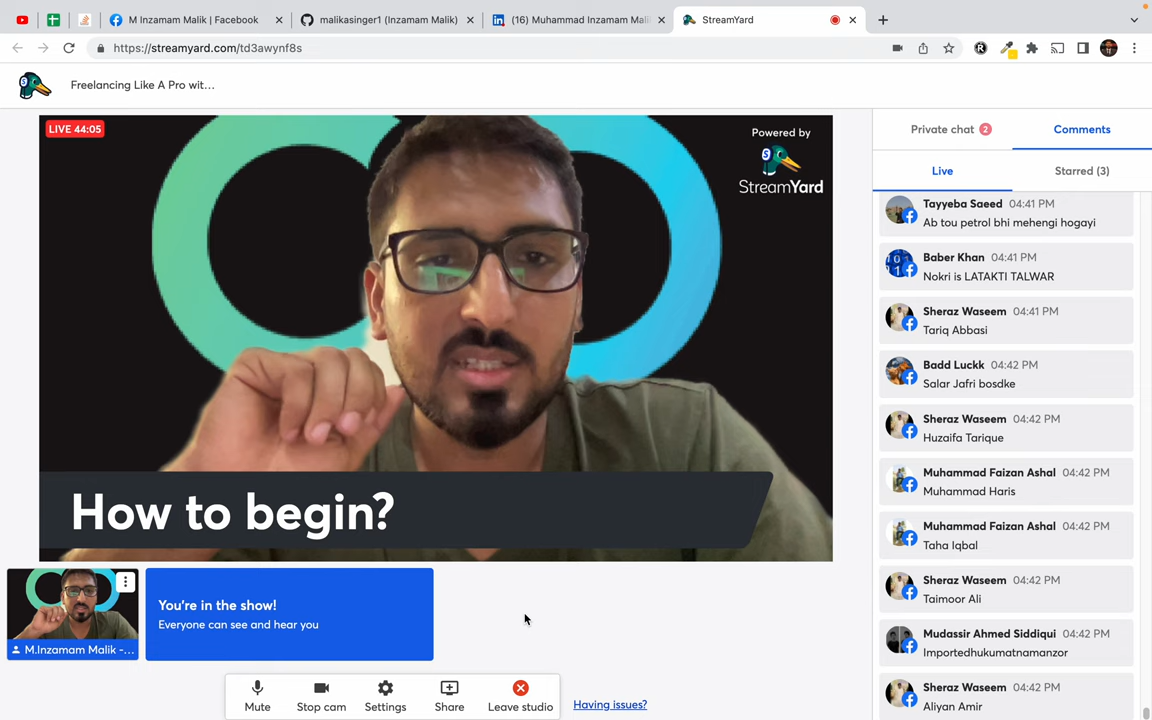 M Inzamam Malik | Facebook
malikasinger1 (Inzamam Malik)
(16) Muhammad Inzamam Malik
StreamYard
https://streamyard.com/td3awynf8s
Freelancing Like A Pro wit...
LIVE 44:05
Powered by
StreamYard
How to begin?
You're in the show!
Everyone can see and hear you
M.Inzamam Malik -...
Mute
Stop cam
Settings
Share
Leave studio
Having issues?
Private chat 2
Comments
Live
Starred (3)
Tayyeba Saeed 04:41 PM
Ab tou petrol bhi mehengi hogayi
Baber Khan 04:41 PM
Nokri is LATAKTI TALWAR
Sheraz Waseem 04:41 PM
Tariq Abbasi
Badd Luckk 04:42 PM
Salar Jafri bosdke
Sheraz Waseem 04:42 PM
Huzaifa Tarique
Muhammad Faizan Ashal 04:42 PM
Muhammad Haris
Muhammad Faizan Ashal 04:42 PM
Taha Iqbal
Sheraz Waseem 04:42 PM
Taimoor Ali
Mudassir Ahmed Siddiqui 04:42 PM
Importedhukumatnamanzor
Sheraz Waseem 04:42 PM
Aliyan Amir